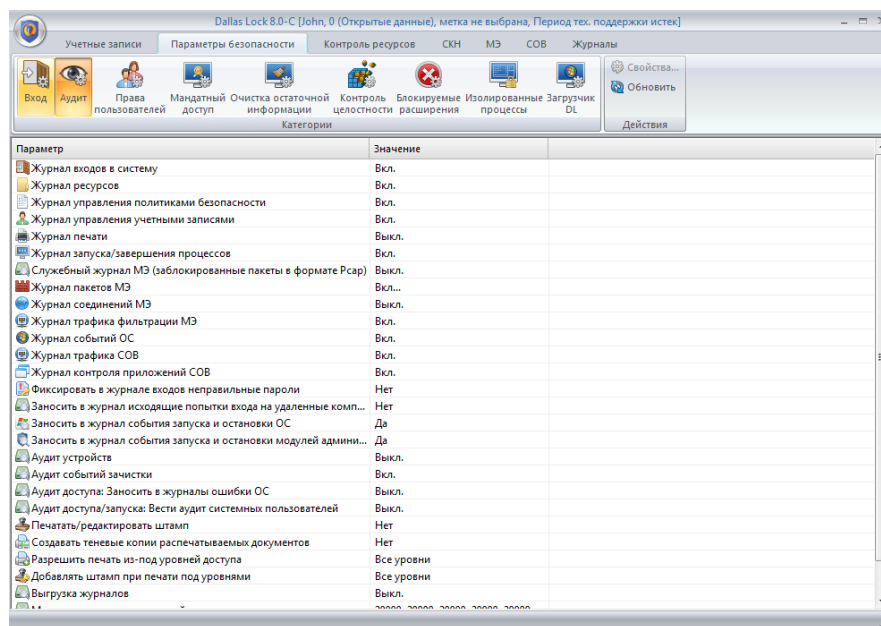 Dallas Lock 8.0-C [John, 0 (Открытые данные), метка не выбрана, Период тех. поддержки истек]
Учетные записи Параметры безопасности Контроль ресурсов СКН МЭ СОВ Журналы
Вход Аудит Права пользователей Мандатный доступ Очистка остаточной информации Контроль целостности Блокируемые расширения Изолированные процессы Загрузчик DL Свойства...
Обновить
Категории Действия
Параметр Значение
Журнал входов в систему Вкл.
Журнал ресурсов Вкл.
Журнал управления политиками безопасности Вкл.
Журнал управления учетными записями Вкл.
Журнал печати Выкл.
Журнал запуска/завершения процессов Вкл.
Служебный журнал МЭ (заблокированные пакеты в формате Pcap) Выкл.
Журнал пакетов МЭ Вкл...
Журнал соединений МЭ Выкл.
Журнал трафика фильтрации МЭ Вкл.
Журнал событий ОС Вкл.
Журнал трафика СОВ Вкл.
Журнал контроля приложений СОВ Вкл.
Фиксировать в журнале входов неправильные пароли Нет
Заносить в журнал исходящие попытки входа на удаленные комп... Нет
Заносить в журнал события запуска и остановки ОС Да
Заносить в журнал события запуска и остановки модулей админи... Да
Аудит устройств Выкл.
Аудит событий зачистки Вкл.
Аудит доступа: Заносить в журналы ошибки ОС Выкл.
Аудит доступа/запуска: Вести аудит системных пользователей Выкл.
Печатать/редактировать штамп Нет
Создавать теневые копии распечатываемых документов Нет
Разрешить печать из-под уровней доступа Все уровни
Добавлять штамп при печати под уровнями Все уровни
Выгрузка журналов Выкл.